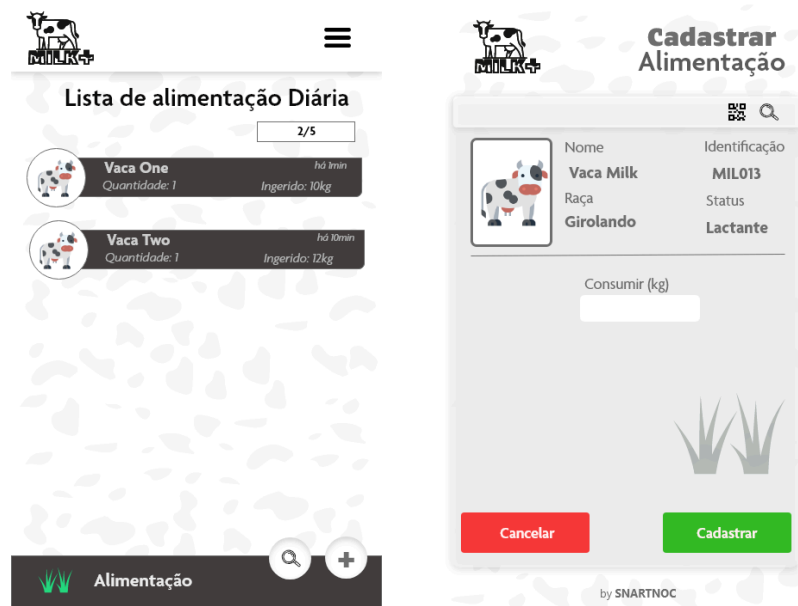 MILK+
Lista de alimentação Diária
2/5
Vaca One
há 1min
Quantidade: 1
Ingerido: 10kg
Vaca Two
há 10min
Quantidade: 1
Ingerido: 12kg
Alimentação
MILK+
Cadastrar
Alimentação
Nome
Identificação
Vaca Milk
MIL013
Raça
Status
Girolando
Lactante
Consumir (kg)
Cancelar
Cadastrar
by SNARTNOC